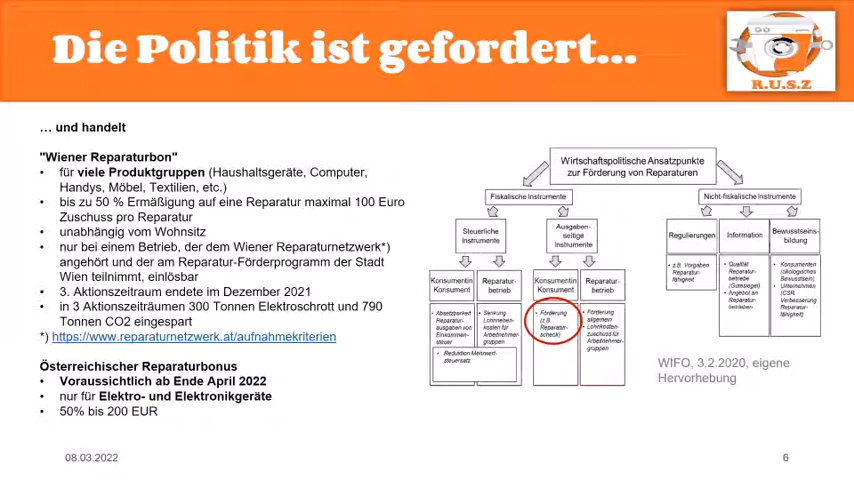 Die Politik ist gefordert...
R.U.S.Z
... und handelt
"Wiener Reparaturbon"
• für viele Produktgruppen (Haushaltsgeräte, Computer,
Handys, Möbel, Textilien, etc.)
• bis zu 50 % Ermäßigung auf eine Reparatur maximal 100 Euro
Zuschuss pro Reparatur
• unabhängig vom Wohnsitz
• nur bei einem Betrieb, der dem Wiener Reparaturnetzwerk*)
angehört und der am Reparatur-Förderprogramm der Stadt
Wien teilnimmt, einlösbar
• 3. Aktionszeitraum endete im Dezember 2021
• in 3 Aktionszeiträumen 300 Tonnen Elektroschrott und 790
Tonnen CO2 eingespart
*) https://www.reparaturnetzwerk.at/aufnahmekriterien
Österreichischer Reparaturbonus
• Voraussichtlich ab Ende April 2022
• nur für Elektro- und Elektronikgeräte
• 50% bis 200 EUR
Wirtschaftspolitische Ansatzpunkte
zur Förderung von Reparaturen
Fiskalische Instrumente
Nicht-fiskalische Instrumente
Steuerliche
Instrumente
Ausgaben-
seitige
Instrumente
Regulierungen
Information
Bewusstseins-
bildung
Konsumentin
Konsument
Reparatur-
betrieb
Konsumentin
Konsument
Reparatur-
betrieb
• Absetzbarkeit
Reparatur-
ausgaben von
Einkommen-
steuer
• Senkung
Lohnneben-
kosten für
Arbeitnehmer-
gruppen
• Reduktion Mehrwert-
steuersatz
• Förderung
(z.B.
Reparatur-
scheck)
• Förderung
allgemein
• Lohnkosten-
zuschuss für
Arbeitnehmer-
gruppen
• z.B. Vorgaben
Reparatur-
fähigkeit
• Qualität
Reparatur-
betriebe
(Gütesiegel)
• Angebot an
Reparatur-
betrieben
• Konsumenten
(ökologisches
Bewusstsein)
• Unternehmen
(CSR,
Verbesserung
Reparatur-
fähigkeit)
WIFO, 3.2.2020, eigene
Hervorhebung
08.03.2022
6